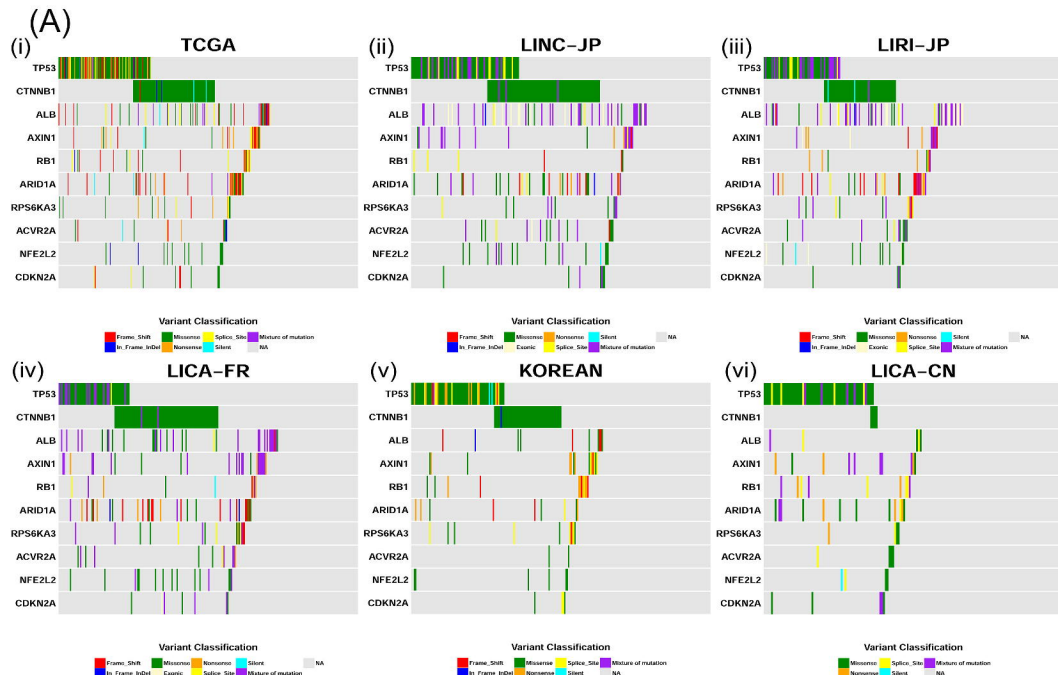 (A)
(i) TCGA
TP53
CTNNB1
ALB
AXIN1
RB1
ARID1A
RPS6KA3
ACVR2A
NFE2L2
CDKN2A
Variant Classification
Frame_Shift Missense Splice_Site Mixture of mutation
In_Frame_InDel Nonsense Silent NA
(ii) LINC-JP
TP53
CTNNB1
ALB
AXIN1
RB1
ARID1A
RPS6KA3
ACVR2A
NFE2L2
CDKN2A
Variant Classification
Frame_Shift Missense Nonsense Silent NA
In_Frame_InDel Exonic Splice_Site Mixture of mutation
(iii) LIRI-JP
TP53
CTNNB1
ALB
AXIN1
RB1
ARID1A
RPS6KA3
ACVR2A
NFE2L2
CDKN2A
Variant Classification
Frame_Shift Missense Nonsense Silent NA
In_Frame_InDel Exonic Splice_Site Mixture of mutation
(iv) LICA-FR
TP53
CTNNB1
ALB
AXIN1
RB1
ARID1A
RPS6KA3
ACVR2A
NFE2L2
CDKN2A
Variant Classification
Frame_Shift Missense Nonsense Silent NA
In_Frame_InDel Exonic Splice_Site Mixture of mutation
(v) KOREAN
TP53
CTNNB1
ALB
AXIN1
RB1
ARID1A
RPS6KA3
ACVR2A
NFE2L2
CDKN2A
Variant Classification
Frame_Shift Missense Splice_Site Mixture of mutation
In_Frame_InDel Nonsense Silent NA
(vi) LICA-CN
TP53
CTNNB1
ALB
AXIN1
RB1
ARID1A
RPS6KA3
ACVR2A
NFE2L2
CDKN2A
Variant Classification
Missense Splice_Site Mixture of mutation
Nonsense Silent NA